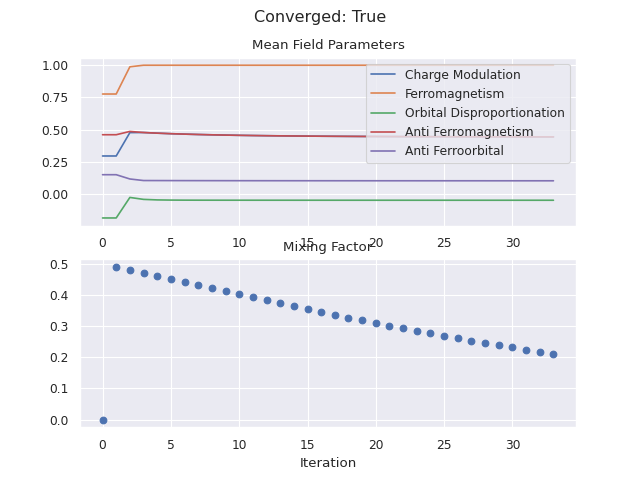 Converged: True
Mean Field Parameters
1.00
0.75
0.50
0.25
0.00
Charge Modulation
Ferromagnetism
Orbital Disproportionation
Anti Ferromagnetism
Anti Ferroorbital
0 5 10 15 20 25 30
Mixing Factor
0.5
0.4
0.3
0.2
0.1
0.0
0 5 10 15 20 25 30
Iteration